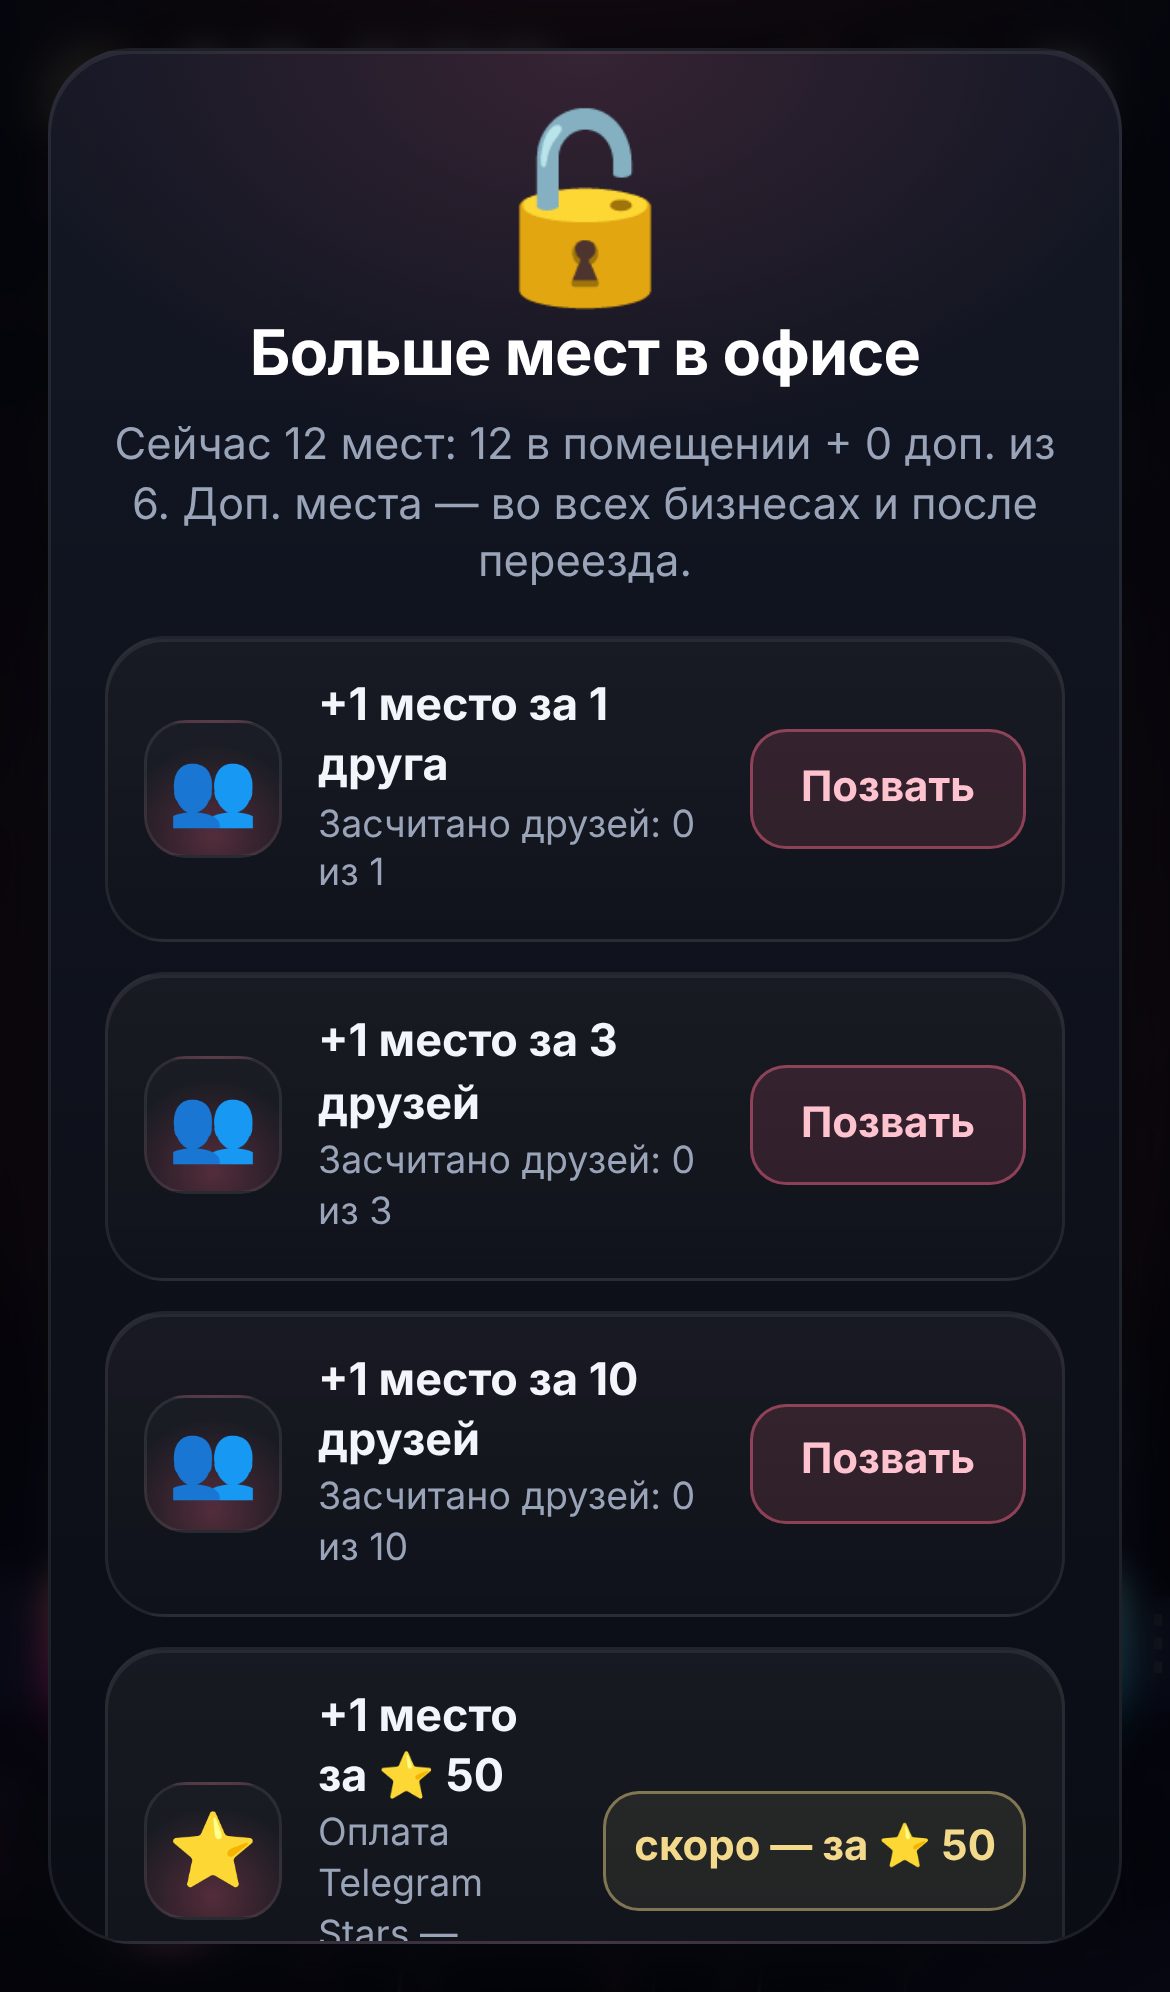 Больше мест в офисе
Сейчас 12 мест: 12 в помещении + 0 доп. из
6. Доп. места — во всех бизнесах и после
переезда.
+1 место за 1
друга
Засчитано друзей: 0
из 1
Позвать
+1 место за 3
друзей
Засчитано друзей: 0
из 3
Позвать
+1 место за 10
друзей
Засчитано друзей: 0
из 10
Позвать
+1 место
за ⭐ 50
Оплата
Telegram
Stars —
скоро — за ⭐ 50